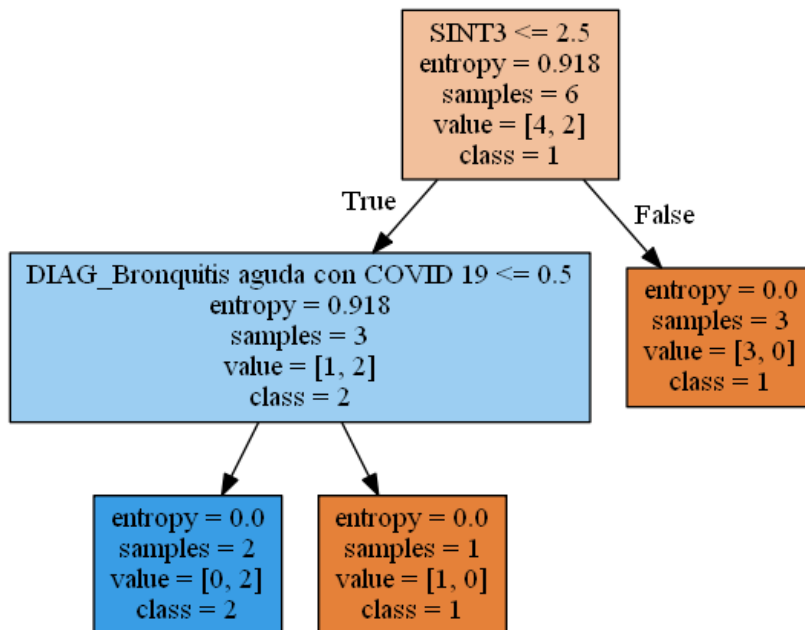 SINT3 <= 2.5
entropy = 0.918
samples = 6
value = [4, 2]
class = 1
True
False
DIAG_Bronquitis aguda con COVID 19 <= 0.5
entropy = 0.918
samples = 3
value = [1, 2]
class = 2
entropy = 0.0
samples = 3
value = [3, 0]
class = 1
entropy = 0.0
samples = 2
value = [0, 2]
class = 2
entropy = 0.0
samples = 1
value = [1, 0]
class = 1